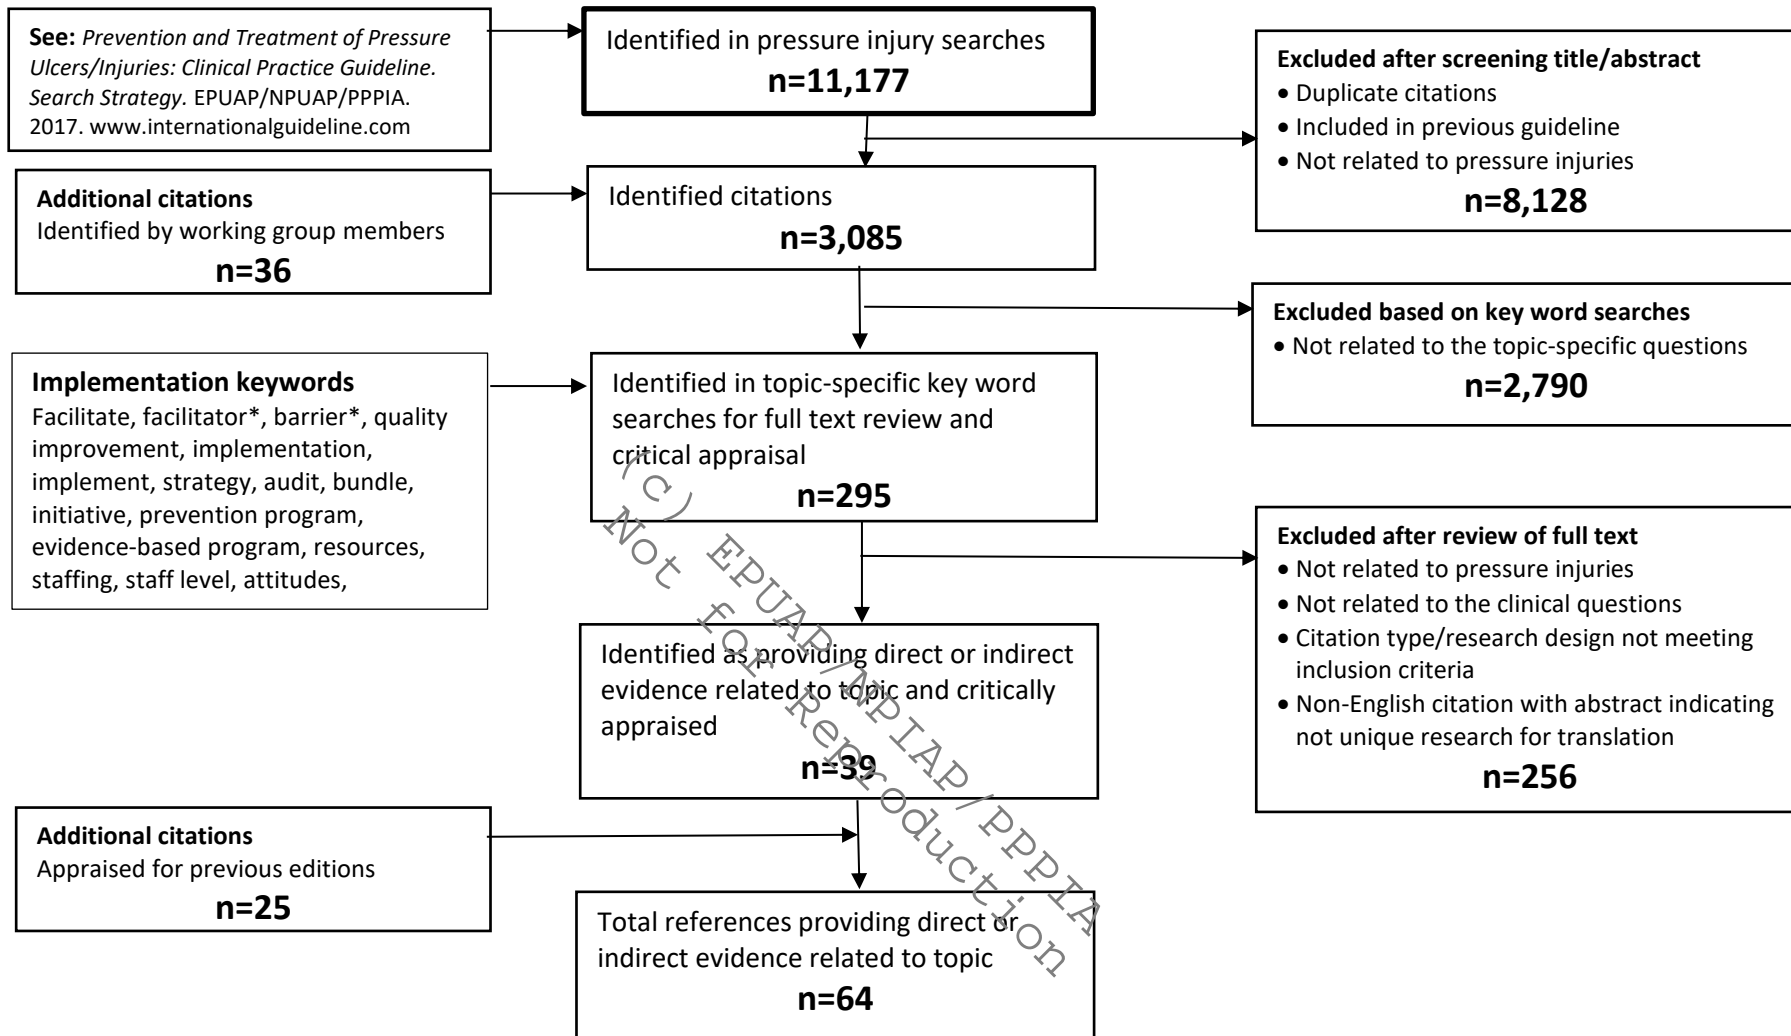 See: Prevention and Treatment of Pressure
Ulcers/Injuries: Clinical Practice Guideline.
Search Strategy. EPUAP/NPUAP/PPPIA.
2017. www.internationalguideline.com
Identified in pressure injury searches
n=11,177
Excluded after screening title/abstract
• Duplicate citations
• Included in previous guideline
• Not related to pressure injuries
n=8,128
Additional citations
Identified by working group members
n=36
Identified citations
n=3,085
Excluded based on key word searches
• Not related to the topic-specific questions
n=2,790
Implementation keywords
Facilitate, facilitator*, barrier*, quality
improvement, implementation,
implement, strategy, audit, bundle,
initiative, prevention program,
evidence-based program, resources,
staffing, staff level, attitudes,
Identified in topic-specific key word
searches for full text review and
critical appraisal
n=295
Excluded after review of full text
• Not related to pressure injuries
• Not related to the clinical questions
• Citation type/research design not meeting
inclusion criteria
• Non-English citation with abstract indicating
not unique research for translation
n=256
Identified as providing direct or indirect
evidence related to topic and critically
appraised
n=39
Additional citations
Appraised for previous editions
n=25
Total references providing direct or
indirect evidence related to topic
n=64
(c) EPUAP/NPIAP/PPPIA
Not for Reproduction